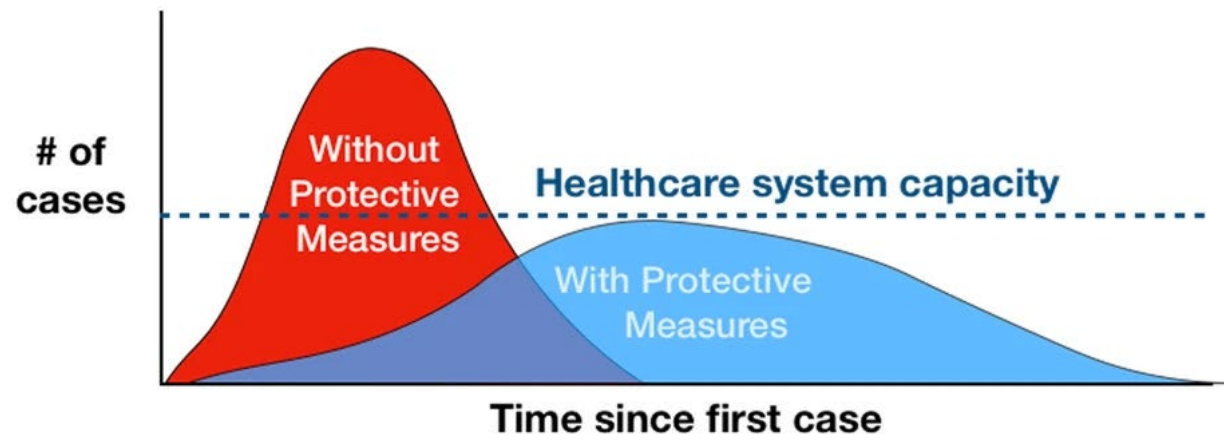 # of
cases
Without
Protective
Measures
Healthcare system capacity
With Protective
Measures
Time since first case